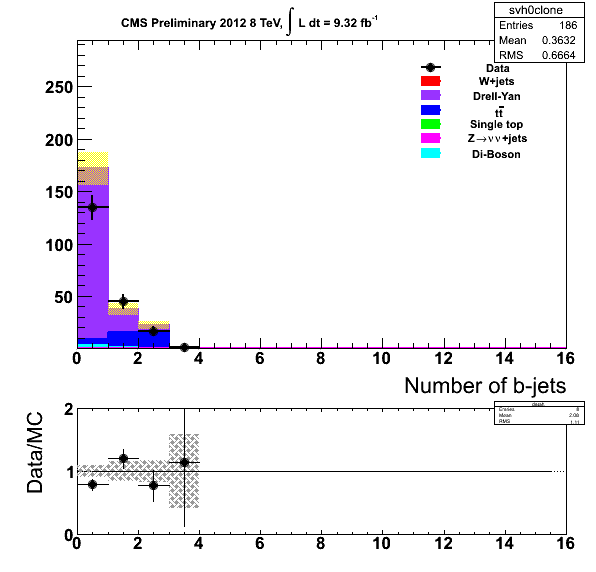 CMS Preliminary 2012 8 TeV, ∫ L dt = 9.32 fb⁻¹
svh0clone
Entries 186
Mean 0.3632
RMS 0.6664
Data
W+jets
Drell-Yan
tt̄
Single top
Z→νν+jets
Di-Boson
250
200
150
100
50
0 2 4 6 8 10 12 14 16
Number of b-jets
Entries 8
Mean 2.08
RMS 1.11
Data/MC
2
1
0
0 2 4 6 8 10 12 14 16